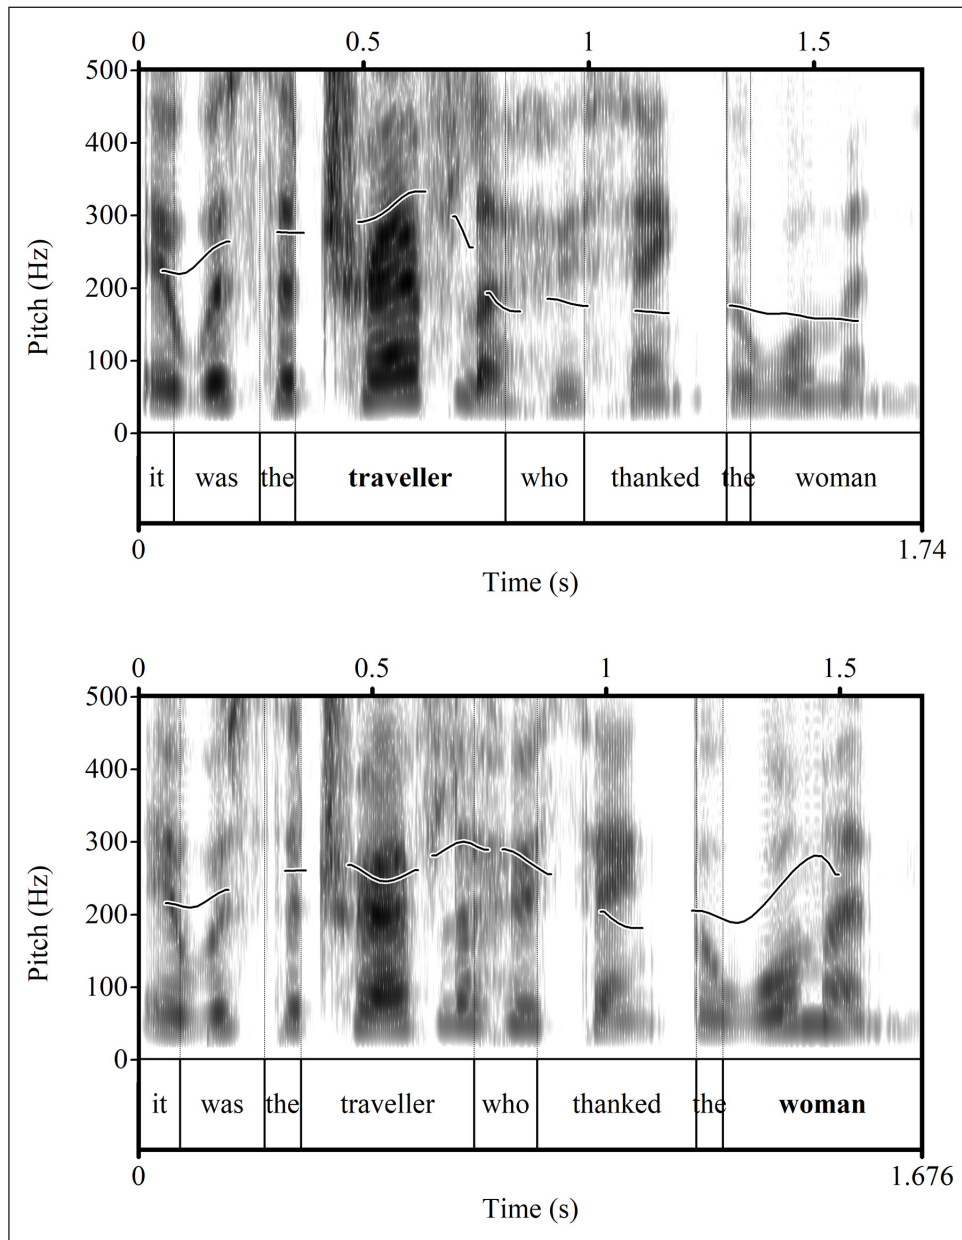 0 0.5 1 1.5
500
400
300
200
100
0
Pitch (Hz)
it was the traveller who thanked the woman
0 1.74
Time (s)
0 0.5 1 1.5
500
400
300
200
100
0
Pitch (Hz)
it was the traveller who thanked the woman
0 1.676
Time (s)